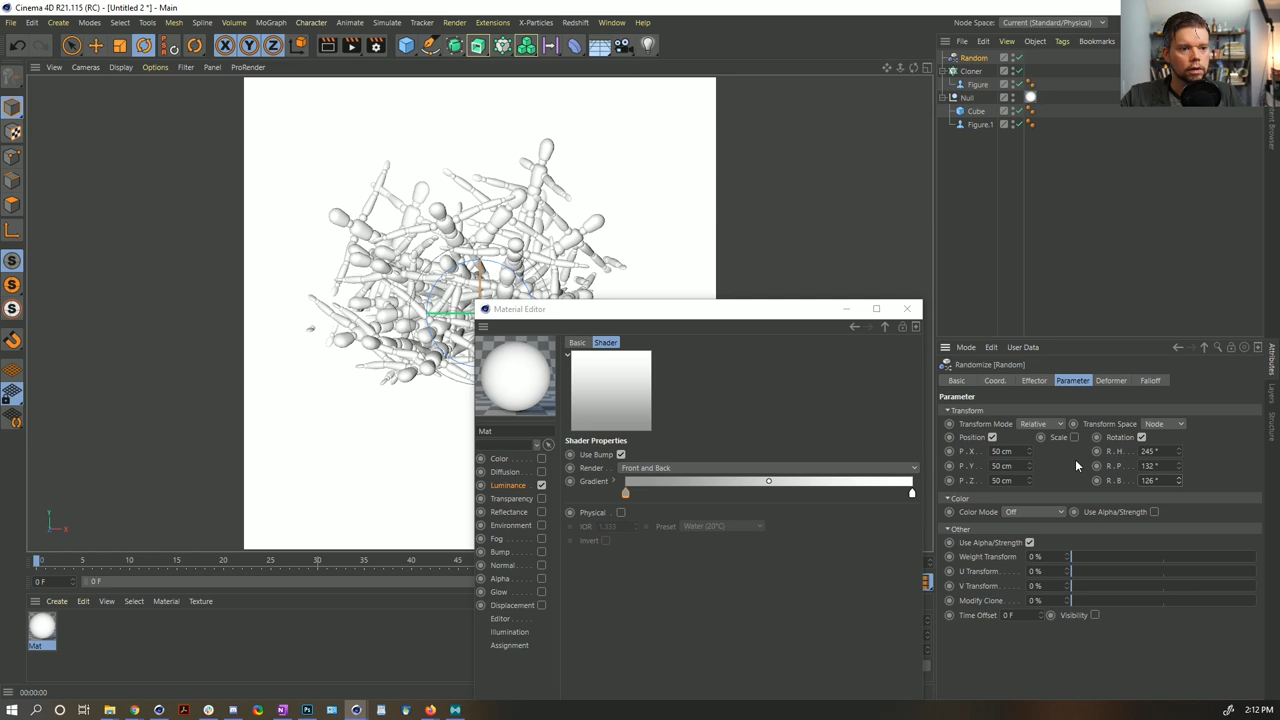 Cinema 4D R21.115 (RC) - [Untitled 2 *] - Main
File Edit Create Modes Select Tools Mesh Spline Volume MoGraph Character Animate Simulate Tracker Render Extensions X-Particles Redshift Window Help
Node Space: Current (Standard/Physical)
X Y Z
File Edit View Object Tags Bookmarks
View Cameras Display Options Filter Panel ProRender
Random
Cloner
Figure
Null
Cube
Figure.1
Content Browser
Structure
Material Editor
Basic Shader
Mat
Color
Diffusion
Luminance
Transparency
Reflectance
Environment
Fog
Bump
Normal
Alpha
Glow
Displacement
Editor
Illumination
Assignment
Shader Properties
Use Bump
Render Front and Back
Gradient
Physical
IOR 1.333 Preset Water (20°C)
Invert
Mode Edit User Data
Randomize [Random]
Basic Coord. Effector Parameter Deformer Falloff
Parameter
Transform
Transform Mode Relative Transform Space Node
Position Scale Rotation
P. X 50 cm R. H 245 °
P. Y 50 cm R. P 132 °
P. Z 50 cm R. B 126 °
Color
Color Mode Off Use Alpha/Strength
Other
Use Alpha/Strength
Weight Transform 0 %
U Transform 0 %
V Transform 0 %
Modify Clone 0 %
Time Offset 0 F Visibility
Attributes
Layers
Structure
Y
X
0 5 10 15 20 25 30 35 40 45
0 F 0 F
Create Edit View Select Material Texture
Mat
00:00:00
2:12 PM